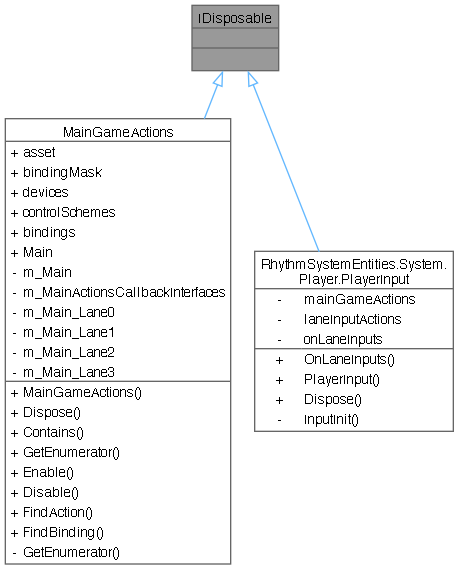 IDisposable
MainGameActions
+ asset
+ bindingMask
+ devices
+ controlSchemes
+ bindings
+ Main
- m_Main
- m_MainActionsCallbackInterfaces
- m_Main_Lane0
- m_Main_Lane1
- m_Main_Lane2
- m_Main_Lane3
+ MainGameActions()
+ Dispose()
+ Contains()
+ GetEnumerator()
+ Enable()
+ Disable()
+ FindAction()
+ FindBinding()
- GetEnumerator()
RhythmSystemEntities.System.
Player.PlayerInput
- mainGameActions
- laneInputActions
- onLaneInputs
+ OnLaneInputs()
+ PlayerInput()
+ Dispose()
- InputInit()